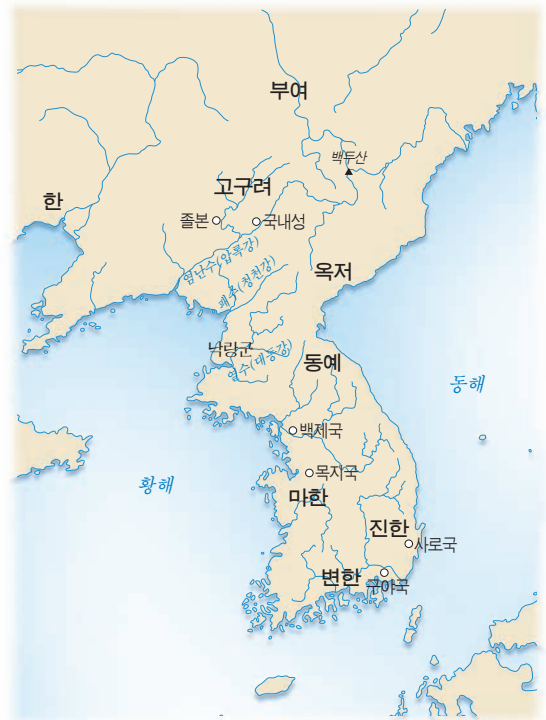 부여
백두산
고구려
한
졸본
국내성
염난수(압록강)
패수(청천강)
옥저
낙랑군
열수(대동강)
동예
동해
백제국
목지국
황해
마한
진한
사로국
변한
구야국